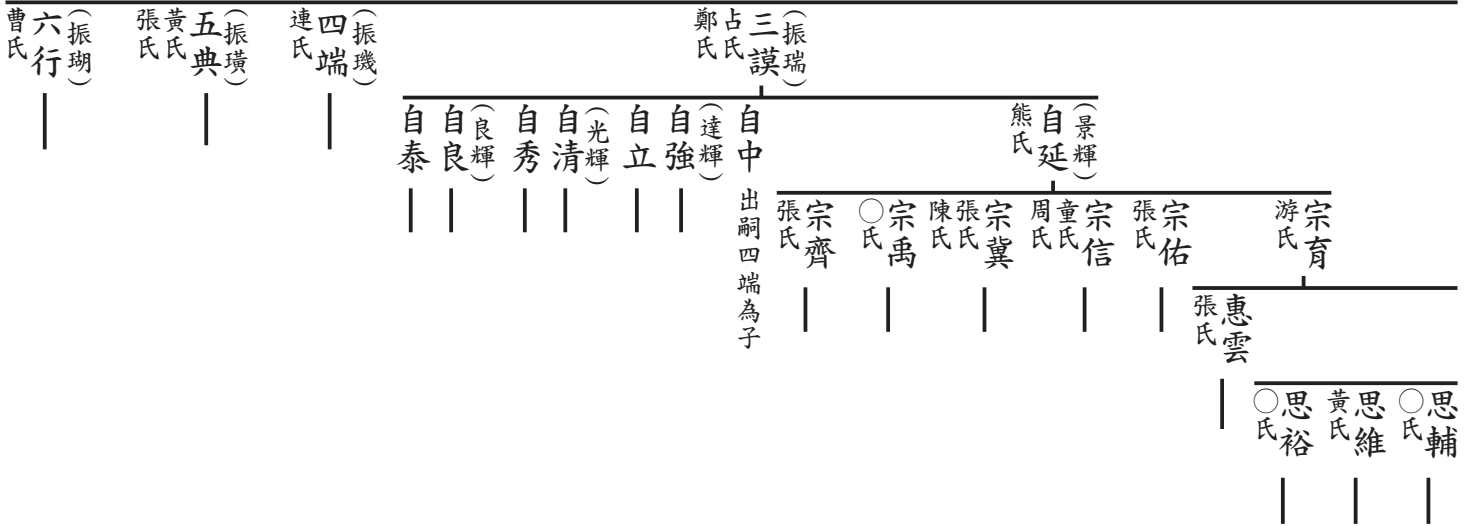 三謨
(振瑞)
占氏
鄭氏
四端
(振璣)
連氏
五典
(振璜)
黃氏
張氏
六行
(振瑚)
曹氏
自延
(景輝)
熊氏
自中
出嗣四端為子
自強
(達輝)
自立
自清
(光輝)
自秀
自良
(良輝)
自泰
宗育
游氏
宗佑
張氏
宗信
童氏
周氏
宗冀
張氏
陳氏
宗禹
〇氏
宗齊
張氏
惠雲
張氏
思輔
〇氏
思維
黃氏
思裕
〇氏